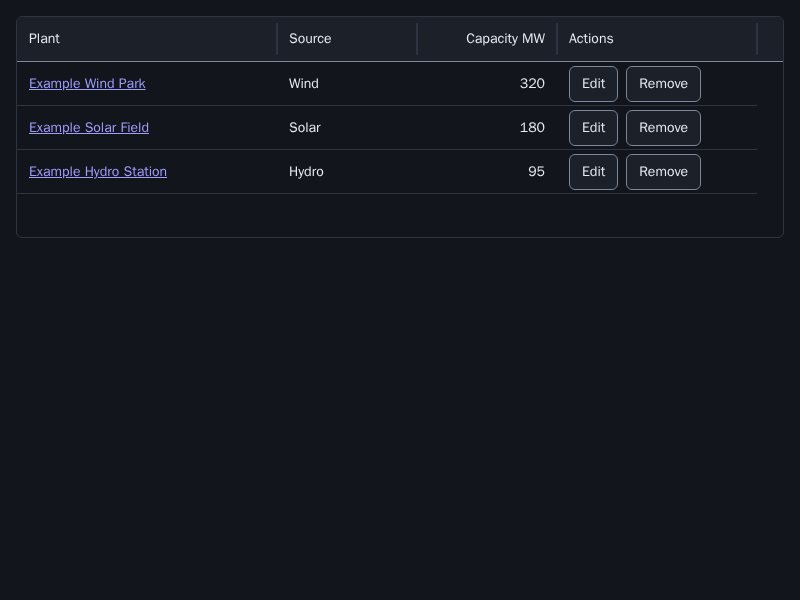 Plant Source Capacity MW Actions
Example Wind Park Wind 320 Edit Remove
Example Solar Field Solar 180 Edit Remove
Example Hydro Station Hydro 95 Edit Remove